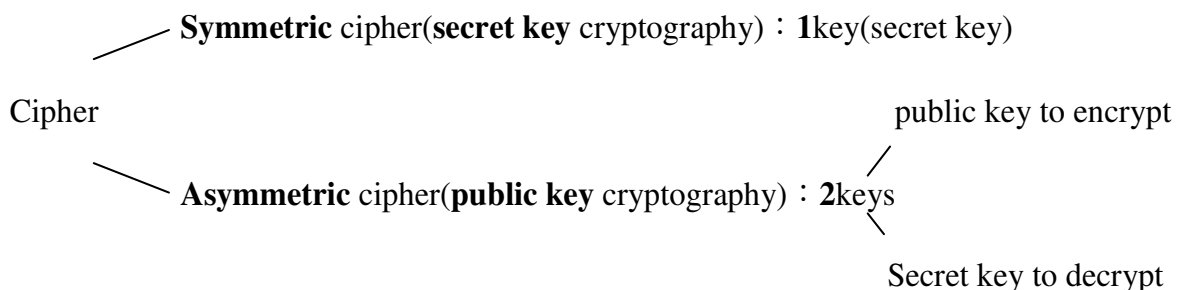 Symmetric cipher(secret key cryptography)：1key(secret key)
Cipher
public key to encrypt
Asymmetric cipher(public key cryptography)：2keys
Secret key to decrypt